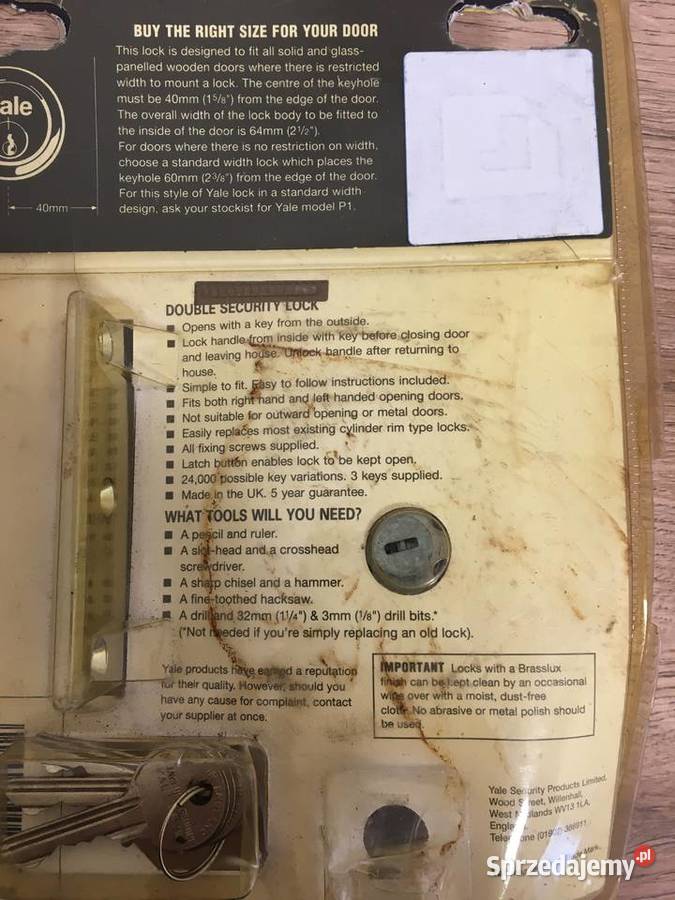 BUY THE RIGHT SIZE FOR YOUR DOOR
This lock is designed to fit all solid and glass-
panelled wooden doors where there is restricted
width to mount a lock. The centre of the keyhole
must be 40mm (1 5/8") from the edge of the door.
The overall width of the lock body to be fitted to
the inside of the door is 64mm (2 1/2").
For doors where there is no restriction on width,
choose a standard width lock which places the
keyhole 60mm (2 3/8") from the edge of the door.
For this style of Yale lock in a standard width
design, ask your stockist for Yale model P1.
ale
40mm
DOUBLE SECURITY LOCK
■ Opens with a key from the outside.
■ Lock handle from inside with key before closing door
and leaving house. Unlock handle after returning to
house.
■ Simple to fit. Easy to follow instructions included.
■ Fits both right hand and left handed opening doors.
■ Not suitable for outward opening or metal doors.
■ Easily replaces most existing cylinder rim type locks.
■ All fixing screws supplied.
■ Latch button enables lock to be kept open.
■ 24,000 possible key variations. 3 keys supplied.
■ Made in the UK. 5 year guarantee.
WHAT TOOLS WILL YOU NEED?
■ A pencil and ruler.
■ A slot-head and a crosshead
screwdriver.
■ A sharp chisel and a hammer.
■ A fine-toothed hacksaw.
■ A drill and 32mm (1 1/4") & 3mm (1/8") drill bits.*
(*Not needed if you're simply replacing an old lock).
Yale products have earned a reputation
for their quality. However, should you
have any cause for complaint, contact
your supplier at once.
IMPORTANT Locks with a Brasslux
finish can be kept clean by an occasional
wipe over with a moist, dust-free
cloth. No abrasive or metal polish should
be used.
Yale Security Products Limited,
Wood Street, Willenhall,
West Midlands WV13 1LA,
England.
Telephone (01902) 366911
Mark.
Sprzedajemy.pl